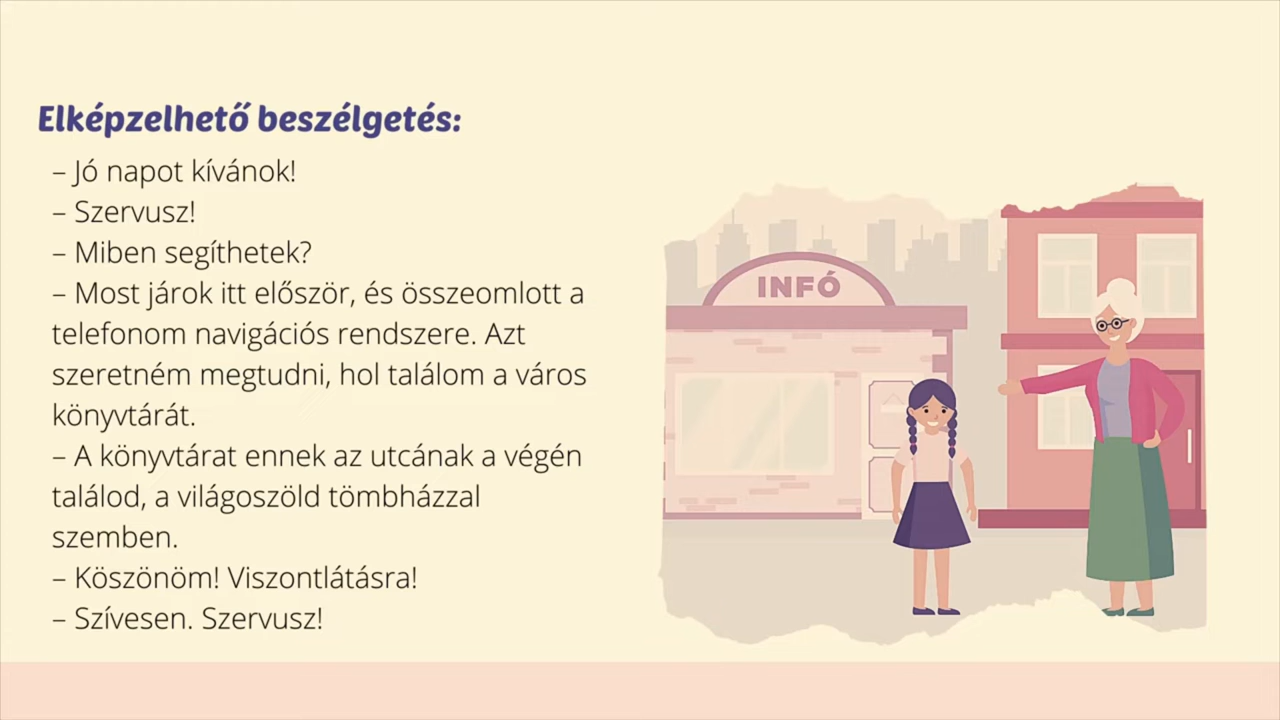 Elképzelhető beszélgetés:
– Jó napot kívánok!
– Szervusz!
– Miben segíthetek?
– Most járok itt először, és összeomlott a
telefonom navigációs rendszere. Azt
szeretném megtudni, hol találom a város
könyvtárát.
– A könyvtárat ennek az utcának a végén
találod, a világoszöld tömbházzal
szemben.
– Köszönöm! Viszontlátásra!
– Szívesen. Szervusz!
INFÓ